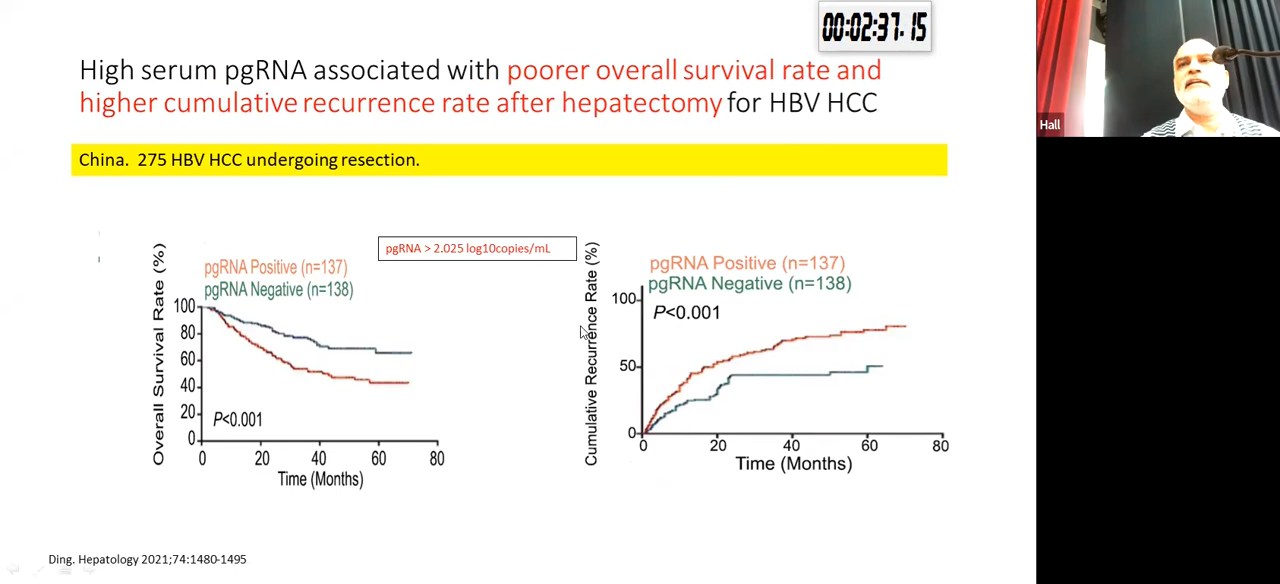 00:02:37.15
High serum pgRNA associated with poorer overall survival rate and
higher cumulative recurrence rate after hepatectomy for HBV HCC
Hall
China. 275 HBV HCC undergoing resection.
pgRNA > 2.025 log10copies/mL
Overall Survival Rate (%)
pgRNA Positive (n=137)
pgRNA Negative (n=138)
100
80
60
40
20
0
P<0.001
0 20 40 60 80
Time (Months)
Cumulative Recurrence Rate (%)
pgRNA Positive (n=137)
pgRNA Negative (n=138)
P<0.001
100
50
0
0 20 40 60 80
Time (Months)
Ding. Hepatology 2021;74:1480-1495